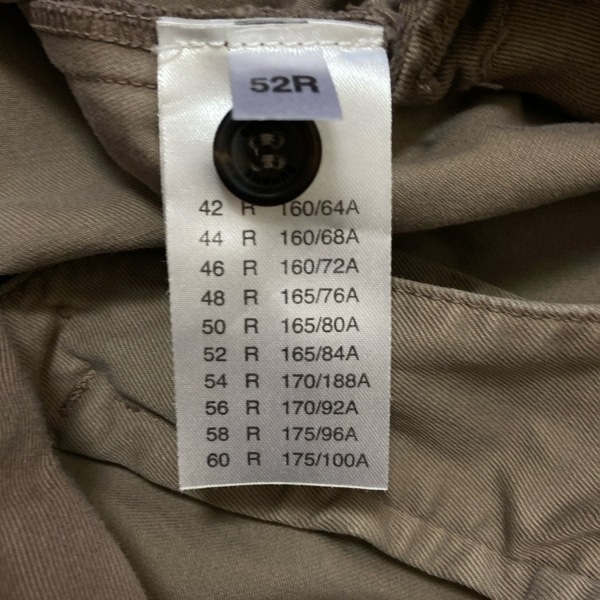 52R
42 R 160/64A
44 R 160/68A
46 R 160/72A
48 R 165/76A
50 R 165/80A
52 R 165/84A
54 R 170/188A
56 R 170/92A
58 R 175/96A
60 R 175/100A